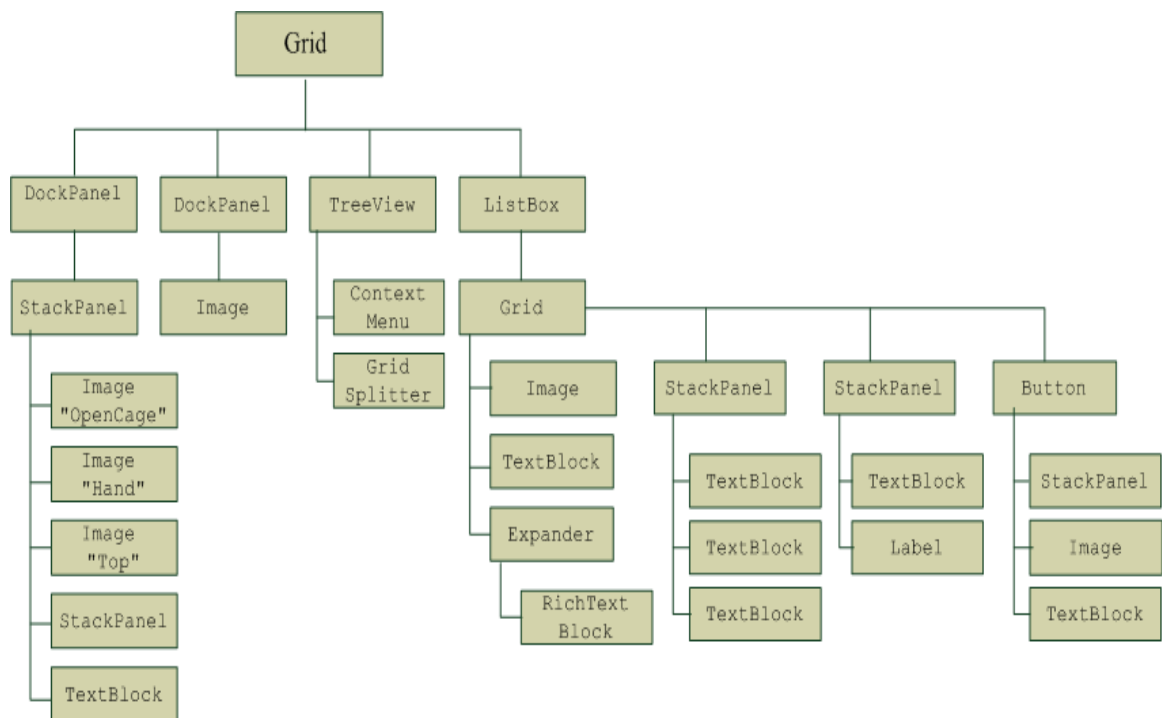 Grid
DockPanel
DockPanel
TreeView
ListBox
StackPanel
Image
Context
Menu
Grid
Splitter
Grid
Image
"OpenCage"
Image
"Hand"
Image
"Top"
StackPanel
TextBlock
Image
TextBlock
Expander
RichText
Block
StackPanel
TextBlock
TextBlock
TextBlock
StackPanel
TextBlock
Label
Button
StackPanel
Image
TextBlock